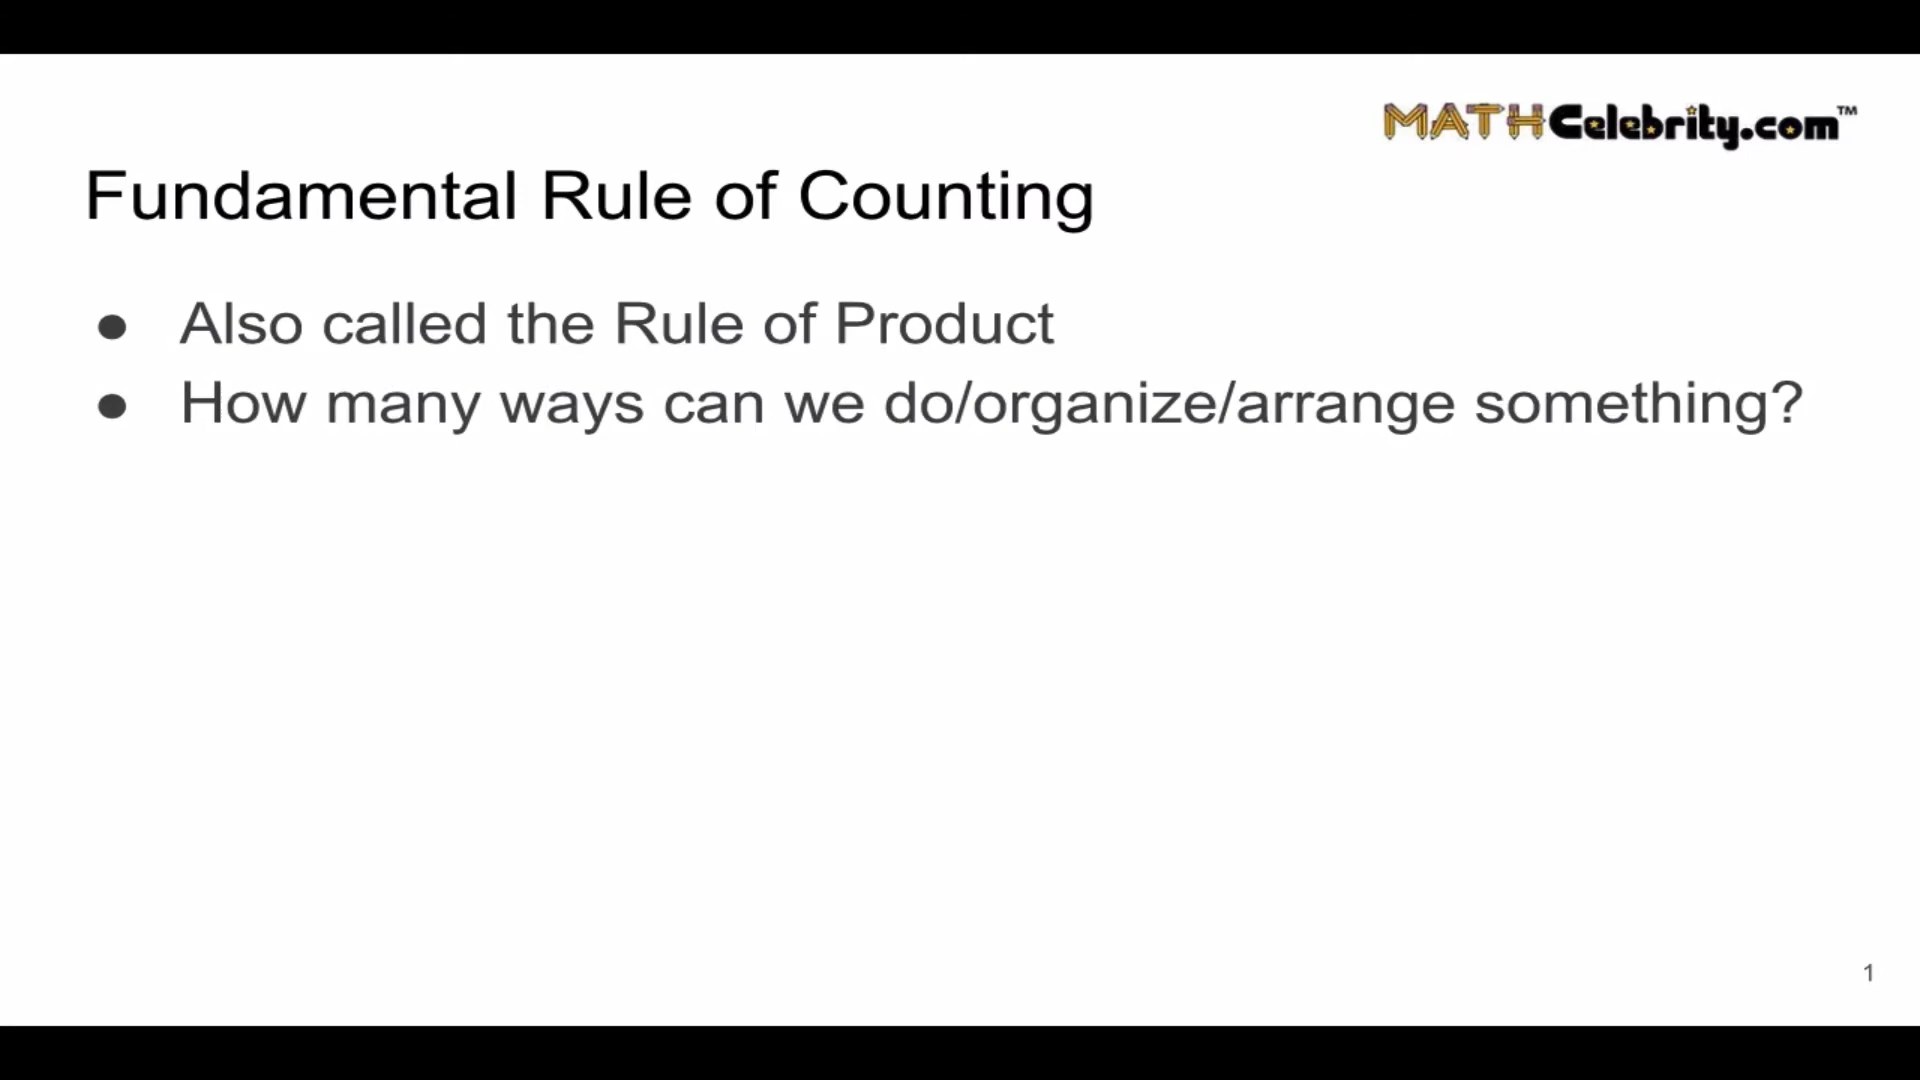 MATHCelebrity.com™
Fundamental Rule of Counting
● Also called the Rule of Product
● How many ways can we do/organize/arrange something?
1